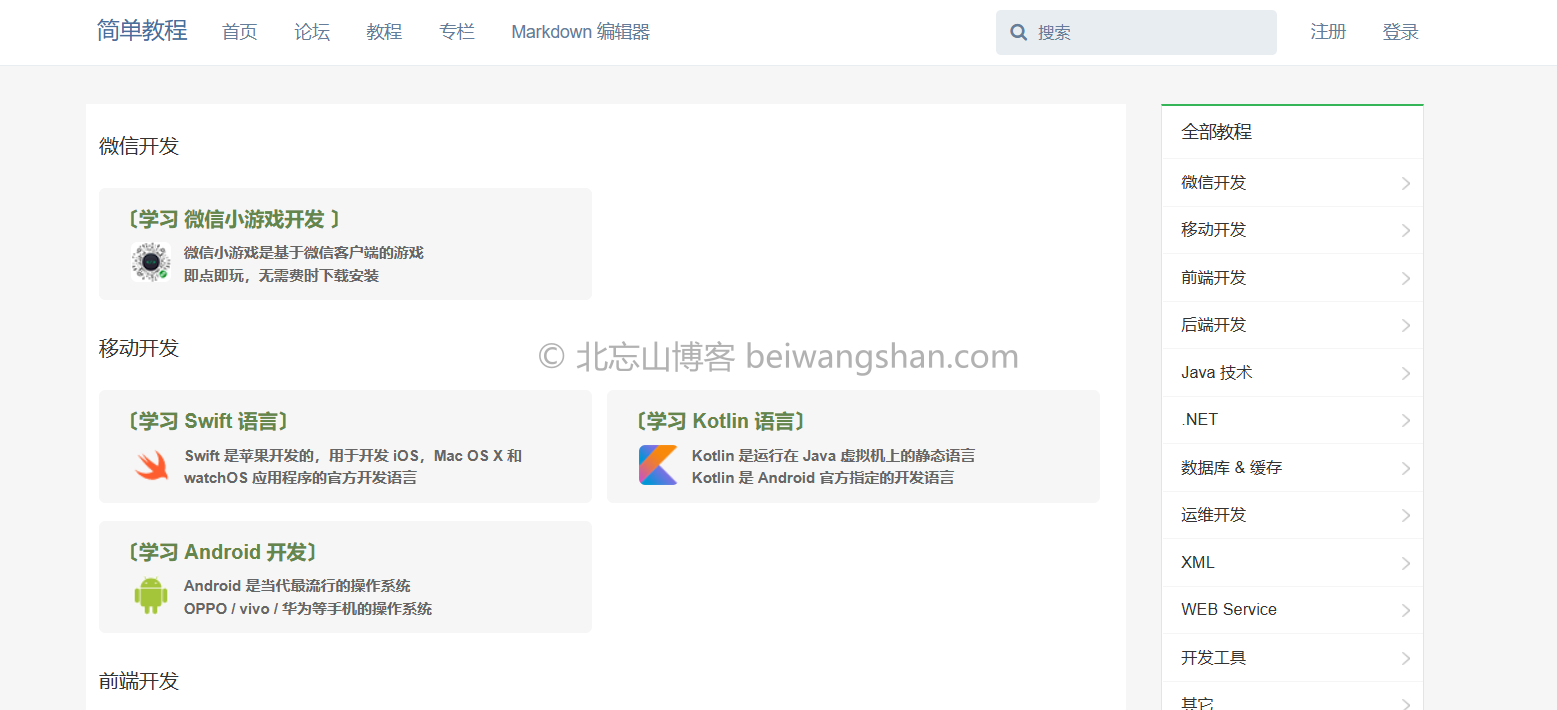 简单教程 首页 论坛 教程 专栏 Markdown 编辑器 搜索 注册 登录
微信开发
〔学习 微信小游戏开发 〕
微信小游戏是基于微信客户端的游戏
即点即玩，无需费时下载安装
移动开发
© 北忘山博客 beiwangshan.com
〔学习 Swift 语言〕
Swift 是苹果开发的，用于开发 iOS，Mac OS X 和
watchOS 应用程序的官方开发语言
〔学习 Kotlin 语言〕
Kotlin 是运行在 Java 虚拟机上的静态语言
Kotlin 是 Android 官方指定的开发语言
〔学习 Android 开发〕
Android 是当代最流行的操作系统
OPPO / vivo / 华为等手机的操作系统
前端开发
全部教程
微信开发
移动开发
前端开发
后端开发
Java 技术
.NET
数据库 & 缓存
运维开发
XML
WEB Service
开发工具
其它